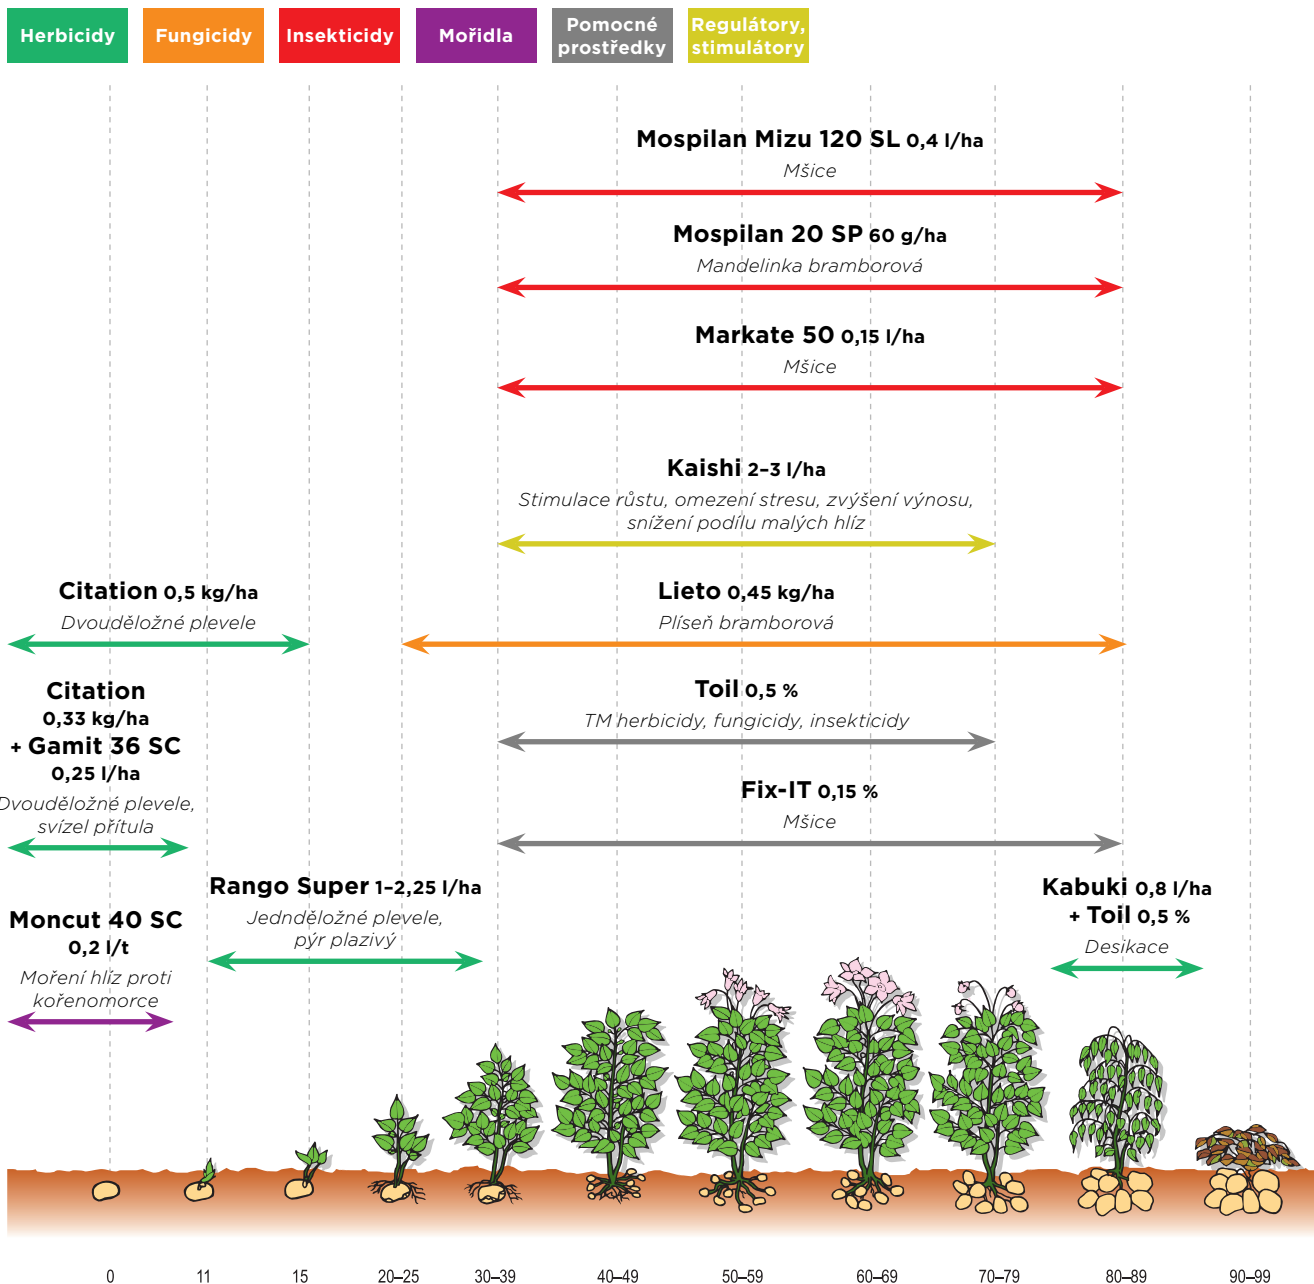 Herbicidy
Fungicidy
Insekticidy
Mořidla
Pomocné
prostředky
Regulátory,
stimulátory
Mospilan Mizu 120 SL 0,4 l/ha
Mšice
Mospilan 20 SP 60 g/ha
Mandelinka bramborová
Markate 50 0,15 l/ha
Mšice
Kaishi 2–3 l/ha
Stimulace růstu, omezení stresu, zvýšení výnosu,
snížení podílu malých hlíz
Citation 0,5 kg/ha
Dvouděložné plevele
Lieto 0,45 kg/ha
Plíseň bramborová
Citation
0,33 kg/ha
+ Gamit 36 SC
0,25 l/ha
Dvouděložné plevele,
svízel přítula
Toil 0,5 %
TM herbicidy, fungicidy, insekticidy
Fix-IT 0,15 %
Mšice
Moncut 40 SC
0,2 l/t
Moření hlíz proti
kořenomorce
Rango Super 1–2,25 l/ha
Jednděložné plevele,
pýr plazivý
Kabuki 0,8 l/ha
+ Toil 0,5 %
Desikace
0 11 15 20–25 30–39 40–49 50–59 60–69 70–79 80–89 90–99